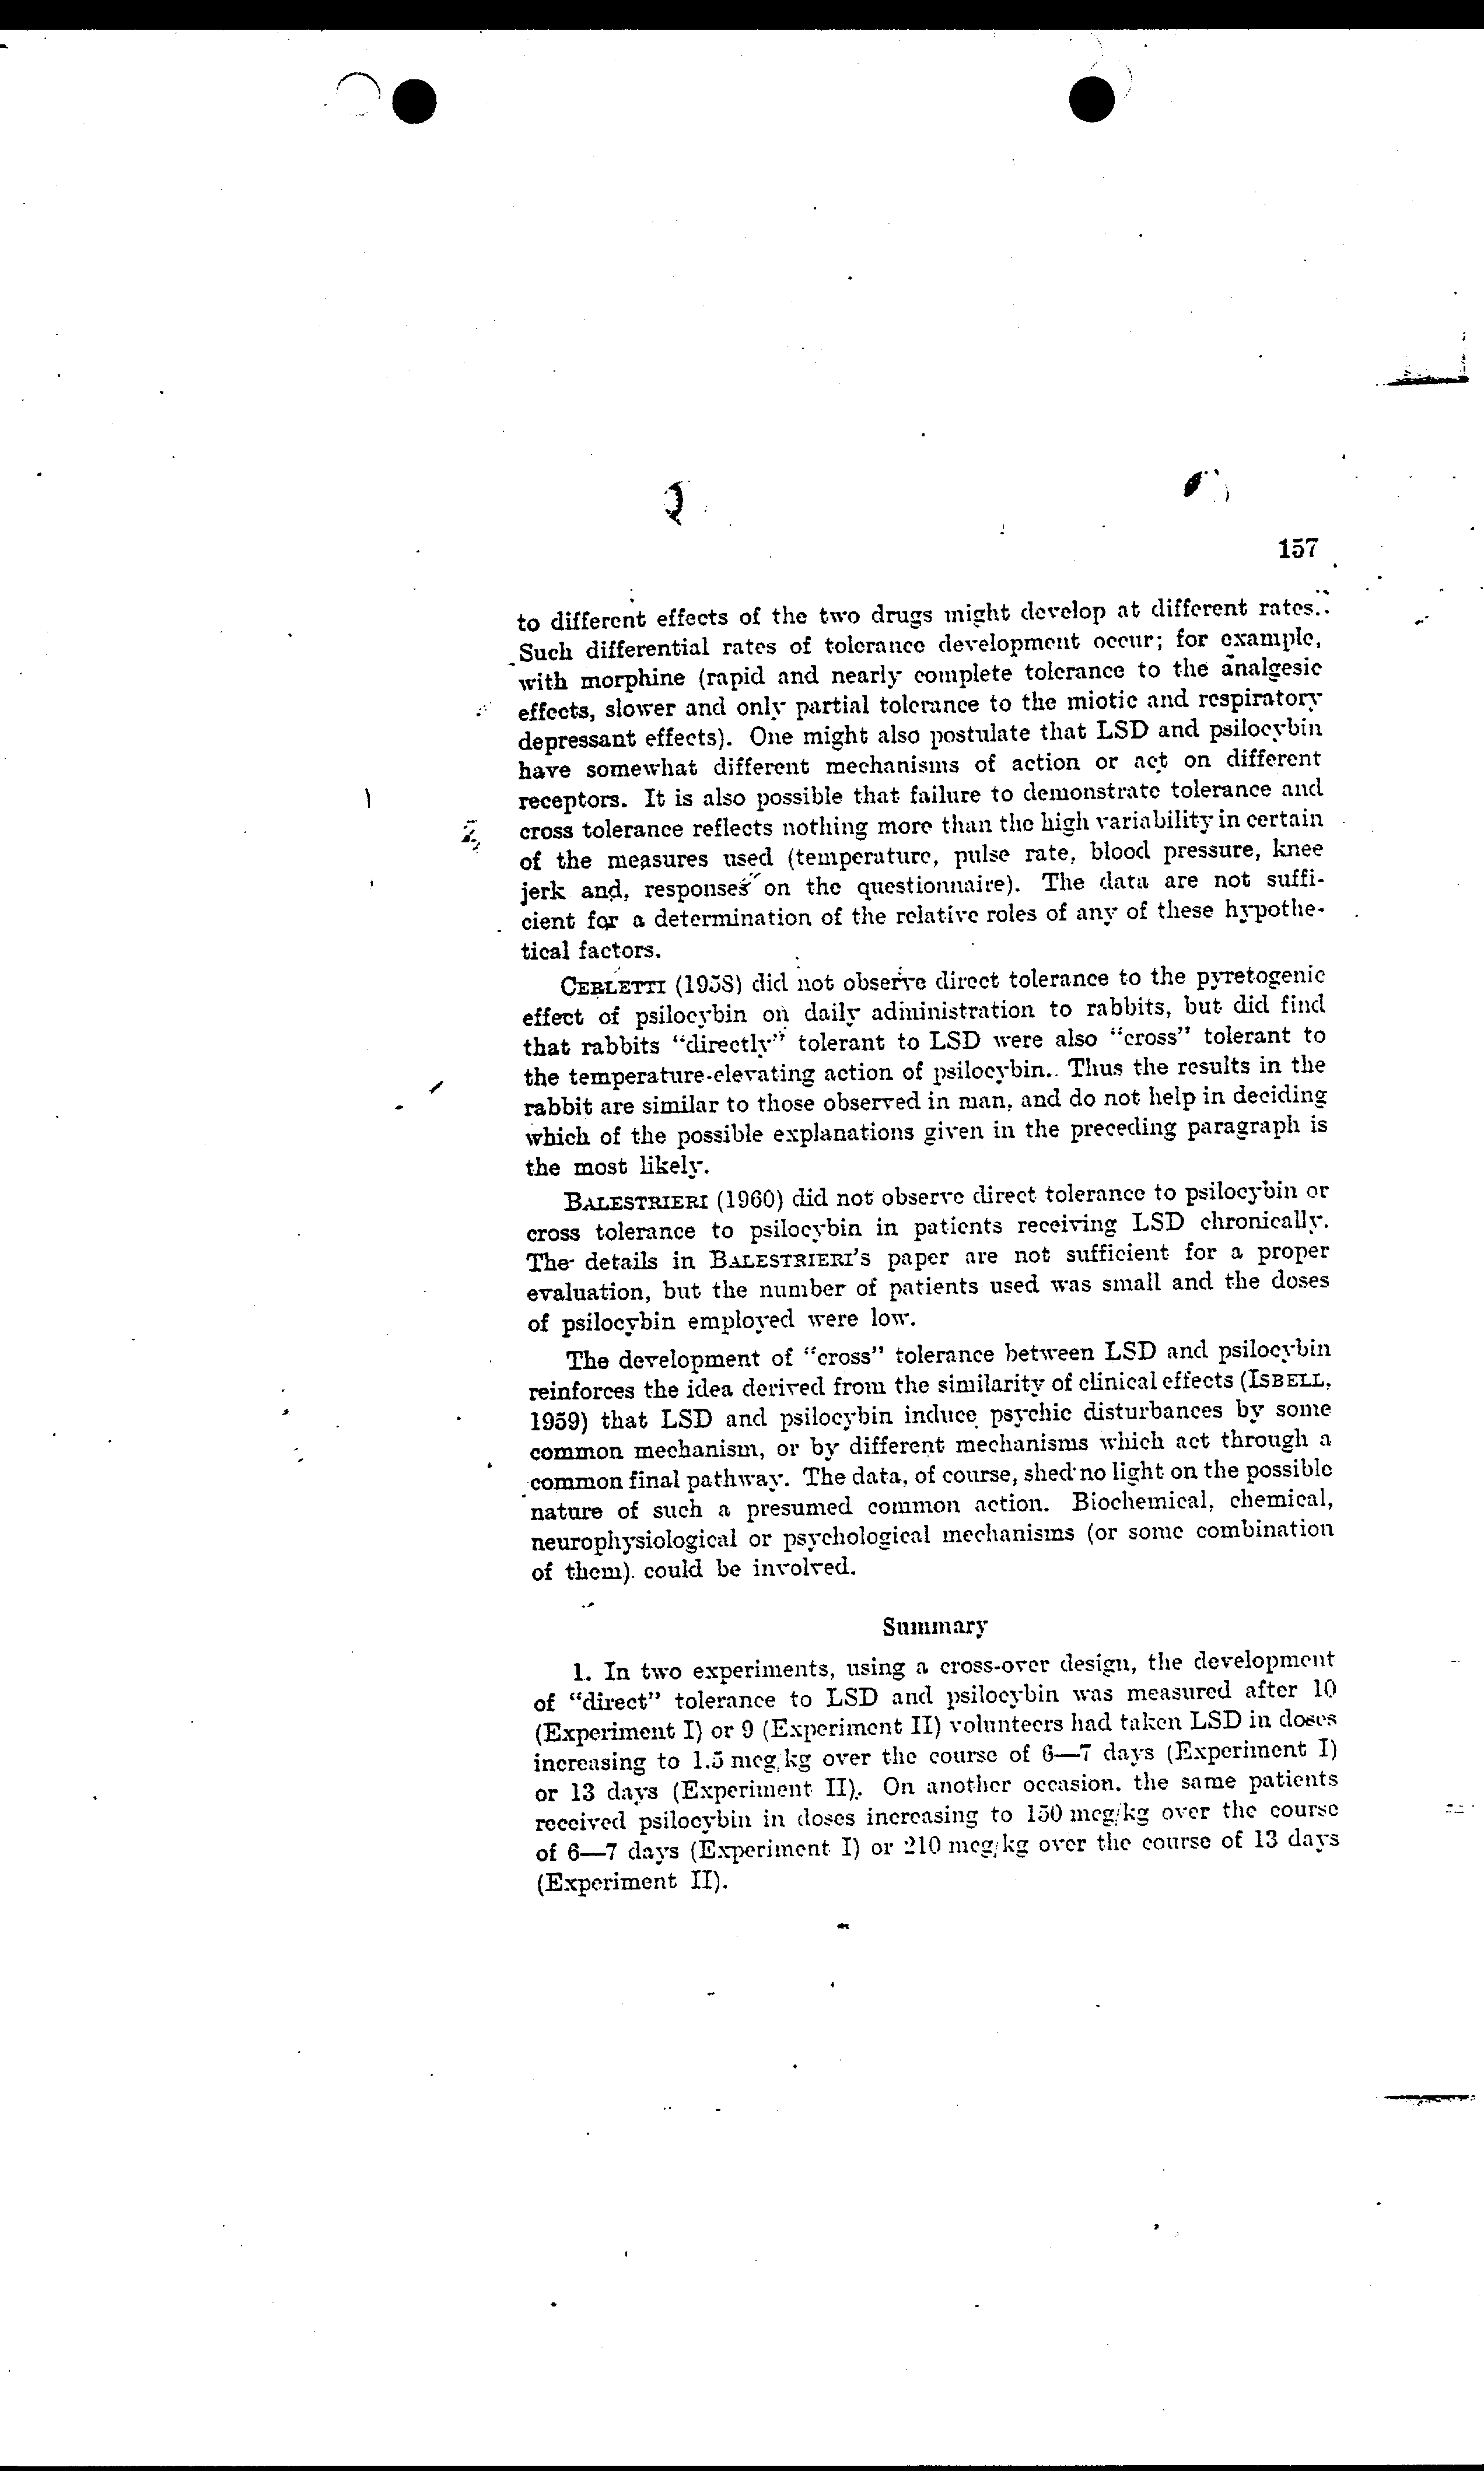 157
to different effects of the two drugs might develop at different rates.
Such differential rates of tolerance development occur; for example,
with morphine (rapid and nearly complete tolerance to the analgesic
effects, slower and only partial tolerance to the miotic and respiratory
depressant effects). One might also postulate that LSD and psilocybin
have somewhat different mechanisms of action or act on different
receptors. It is also possible that failure to demonstrate tolerance and
cross tolerance reflects nothing more than the high variability in certain
of the measures used (temperature, pulse rate, blood pressure, knee
jerk and, responses on the questionnaire). The data are not suffi-
cient for a determination of the relative roles of any of these hypothe-
tical factors.
CERLETTI (1958) did not observe direct tolerance to the pyretogenic
effect of psilocybin on daily administration to rabbits, but did find
that rabbits “directly” tolerant to LSD were also “cross” tolerant to
the temperature-elevating action of psilocybin. Thus the results in the
rabbit are similar to those observed in man, and do not help in deciding
which of the possible explanations given in the preceding paragraph is
the most likely.
BALESTRIERI (1960) did not observe direct tolerance to psilocybin or
cross tolerance to psilocybin in patients receiving LSD chronically.
The details in BALESTRIERI'S paper are not sufficient for a proper
evaluation, but the number of patients used was small and the doses
of psilocybin employed were low.
The development of “cross” tolerance between LSD and psilocybin
reinforces the idea derived from the similarity of clinical effects (ISBELL,
1959) that LSD and psilocybin induce psychic disturbances by some
common mechanism, or by different mechanisms which act through a
common final pathway. The data, of course, shed no light on the possible
nature of such a presumed common action. Biochemical, chemical,
neurophysiological or psychological mechanisms (or some combination
of them) could be involved.
Summary
1. In two experiments, using a cross-over design, the development
of “direct” tolerance to LSD and psilocybin was measured after 10
(Experiment I) or 9 (Experiment II) volunteers had taken LSD in doses
increasing to 1.5 mcg/kg over the course of 6—7 days (Experiment I)
or 13 days (Experiment II). On another occasion, the same patients
received psilocybin in doses increasing to 150 mcg/kg over the course
of 6—7 days (Experiment I) or 210 mcg/kg over the course of 13 days
(Experiment II).